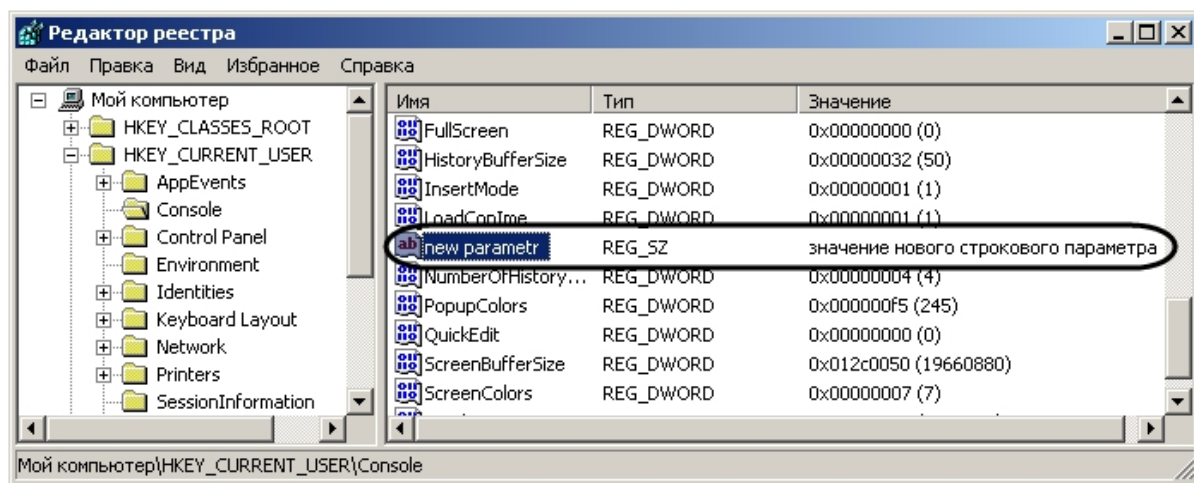 Редактор реестра
Файл Правка Вид Избранное Справка
Мой компьютер
HKEY_CLASSES_ROOT
HKEY_CURRENT_USER
AppEvents
Console
Control Panel
Environment
Identities
Keyboard Layout
Network
Printers
SessionInformation
Имя Тип Значение
FullScreen REG_DWORD 0x00000000 (0)
HistoryBufferSize REG_DWORD 0x00000032 (50)
InsertMode REG_DWORD 0x00000001 (1)
LoadConIme REG_DWORD 0x00000001 (1)
new parametr REG_SZ значение нового строкового параметра
NumberOfHistory... REG_DWORD 0x00000004 (4)
PopupColors REG_DWORD 0x000000f5 (245)
QuickEdit REG_DWORD 0x00000000 (0)
ScreenBufferSize REG_DWORD 0x012c0050 (19660880)
ScreenColors REG_DWORD 0x00000007 (7)
Мой компьютер\HKEY_CURRENT_USER\Console